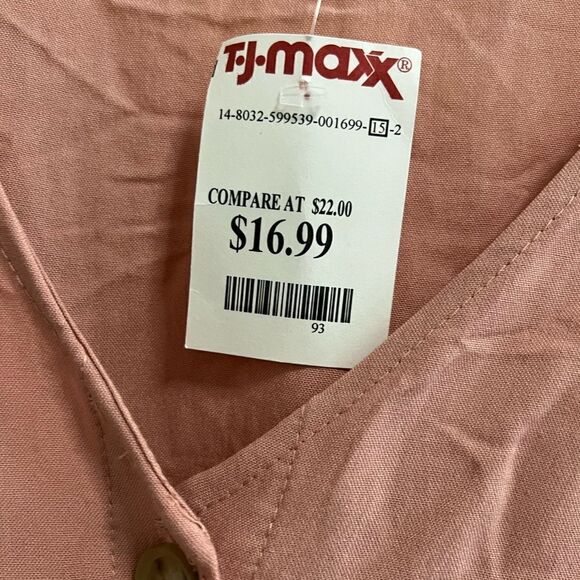 T·J·maxx®
14-8032-599539-001699-15-2
COMPARE AT $22.00
$16.99
93